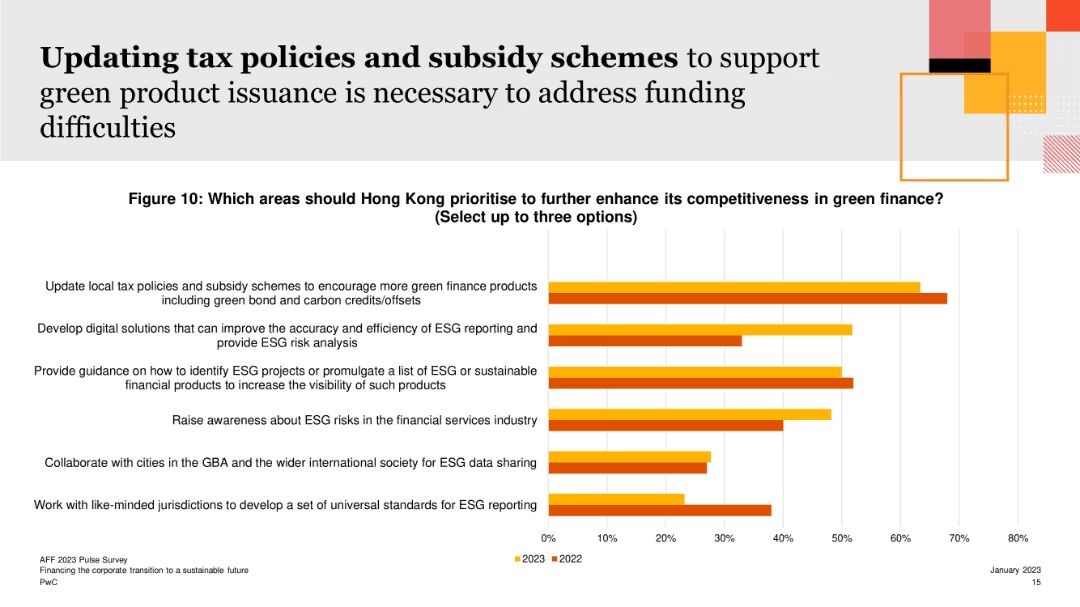 Updating tax policies and subsidy schemes to support
green product issuance is necessary to address funding
difficulties
Figure 10: Which areas should Hong Kong prioritise to further enhance its competitiveness in green finance?
(Select up to three options)
Update local tax policies and subsidy schemes to encourage more green finance products
including green bond and carbon credits/offsets
Develop digital solutions that can improve the accuracy and efficiency of ESG reporting and
provide ESG risk analysis
Provide guidance on how to identify ESG projects or promulgate a list of ESG or sustainable
financial products to increase the visibility of such products
Raise awareness about ESG risks in the financial services industry
Collaborate with cities in the GBA and the wider international society for ESG data sharing
Work with like-minded jurisdictions to develop a set of universal standards for ESG reporting
0% 10% 20% 30% 40% 50% 60% 70% 80%
2023 2022
AFF 2023 Pulse Survey
Financing the corporate transition to a sustainable future
PwC
January 2023
15